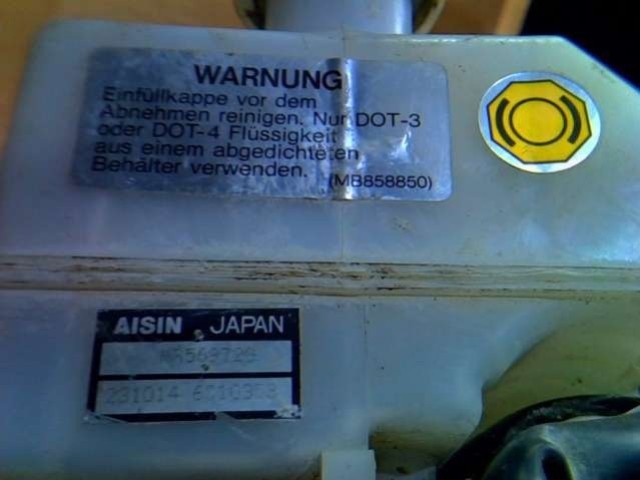 WARNUNG
Einfüllkappe vor dem
Abnehmen reinigen. Nur DOT-3
oder DOT-4 Flüssigkeit
aus einem abgedichteten
Behälter verwenden. (MB858850)
AISIN JAPAN
231014